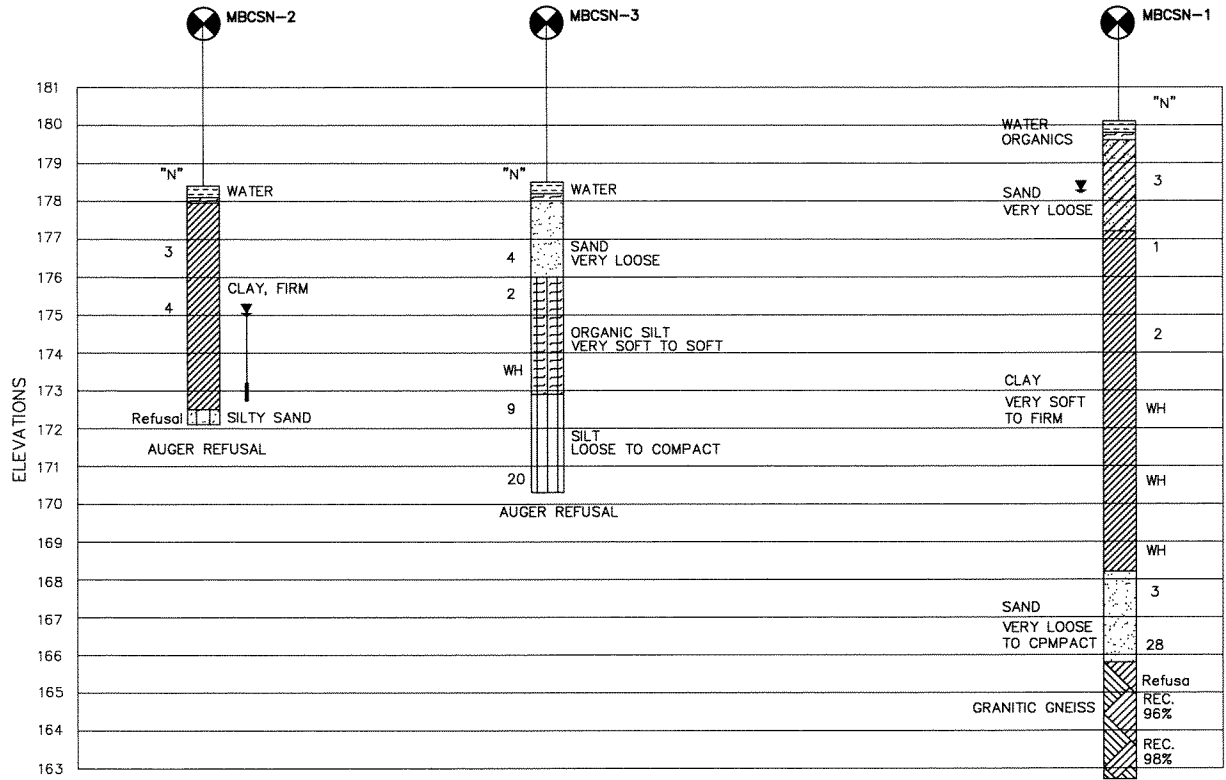 MBCSN-2
MBCSN-3
MBCSN-1
ELEVATIONS
181
180
179
178
177
176
175
174
173
172
171
170
169
168
167
166
165
164
163
"N"
WATER
3
4
CLAY, FIRM
Refusal
SILTY SAND
AUGER REFUSAL
"N"
WATER
4
SAND
VERY LOOSE
2
ORGANIC SILT
VERY SOFT TO SOFT
WH
9
SILT
LOOSE TO COMPACT
20
AUGER REFUSAL
"N"
WATER
ORGANICS
3
SAND
VERY LOOSE
1
2
CLAY
VERY SOFT
TO FIRM
WH
WH
WH
3
SAND
VERY LOOSE
TO CPMPACT
28
Refusa
GRANITIC GNEISS
REC.
96%
REC.
98%